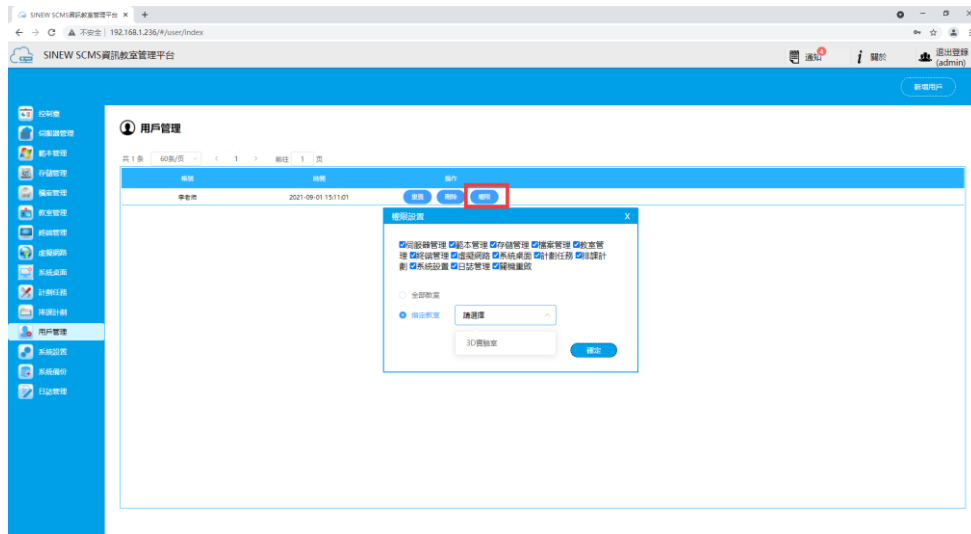 SINEW SCMS資訊教室管理平台
不安全 | 192.168.1.236/#/user/index
SINEW SCMS資訊教室管理平台
4
通知
關於
退出登錄
(admin)
新增用戶
控制臺
伺服器管理
範本管理
存儲管理
檔案管理
教室管理
終端管理
虛擬網路
系統桌面
計劃任務
排課計劃
用戶管理
系統設置
系統備份
日誌管理
用戶管理
共 1 条 60条/页 1 前往 1 页
帳號 時間 操作
李老师 2021-09-01 15:11:01 重置 刪除 權限
權限設置 X
伺服器管理 範本管理 存儲管理 檔案管理 教室管
理 終端管理 虛擬網路 系統桌面 計劃任務 排課計
劃 系統設置 日誌管理 關機重啟
全部教室
指定教室 請選擇
3D實驗室
確定